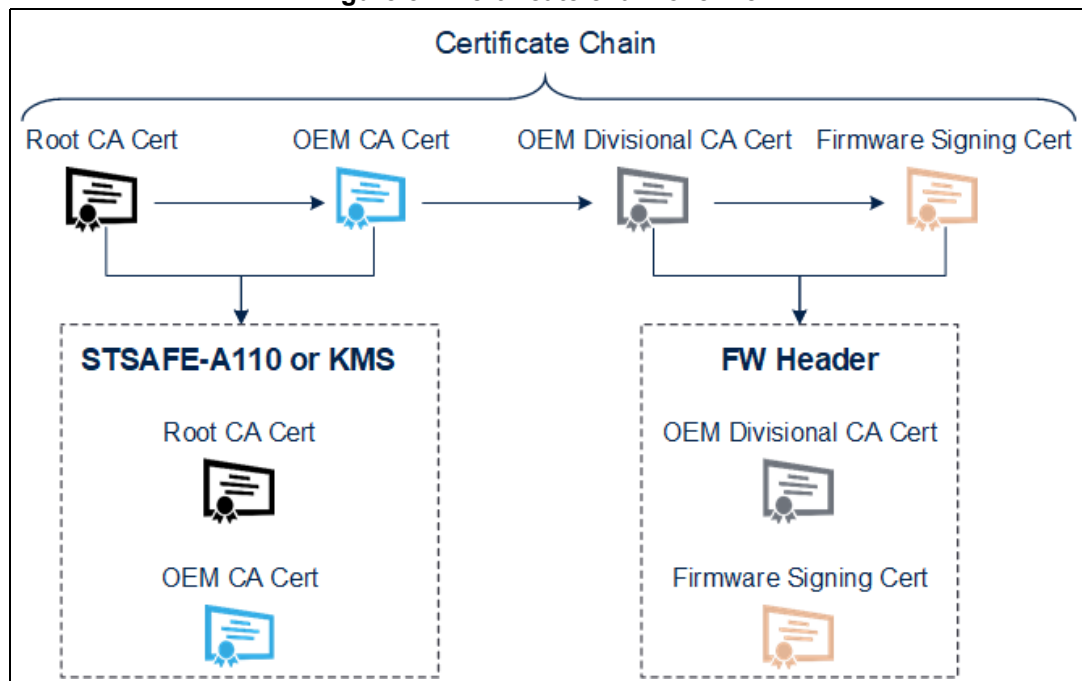 Certificate Chain
Root CA Cert
OEM CA Cert
OEM Divisional CA Cert
Firmware Signing Cert
STSAFE-A110 or KMS
Root CA Cert
OEM CA Cert
FW Header
OEM Divisional CA Cert
Firmware Signing Cert